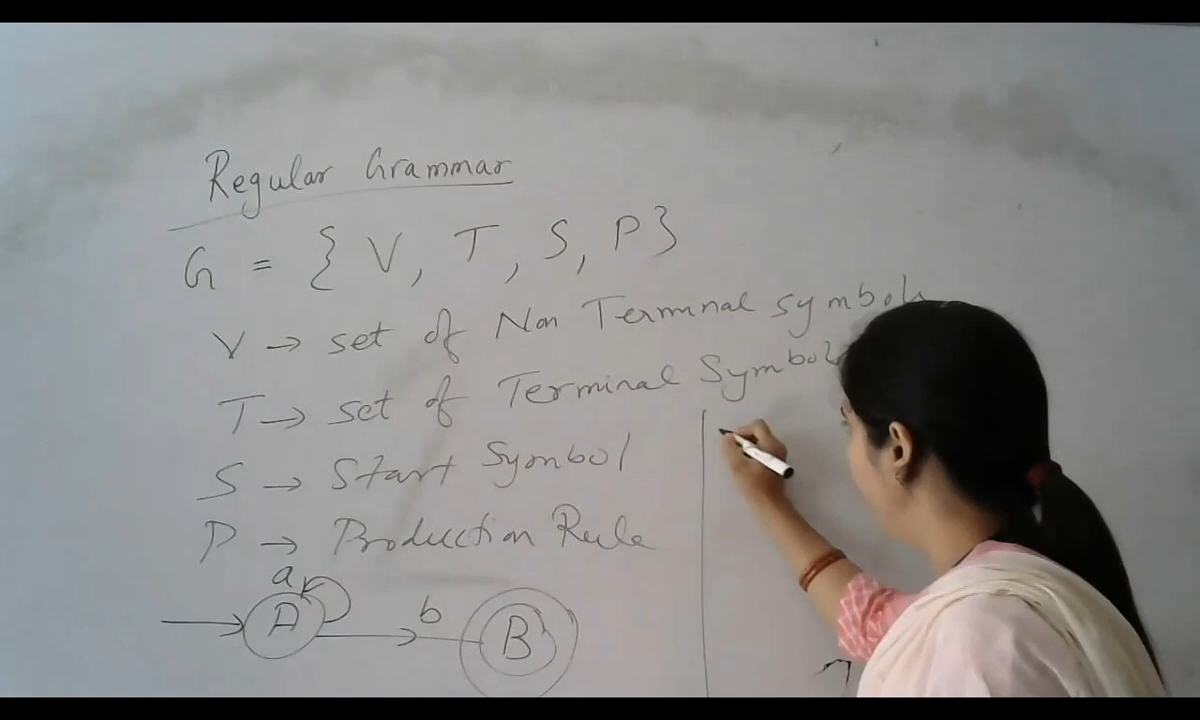 Regular Grammar
G = { V, T, S, P}
V → set of Non Terminal symbols
T → set of Terminal Symbols
S → Start Symbol
P → Production Rule
a
A
b
B